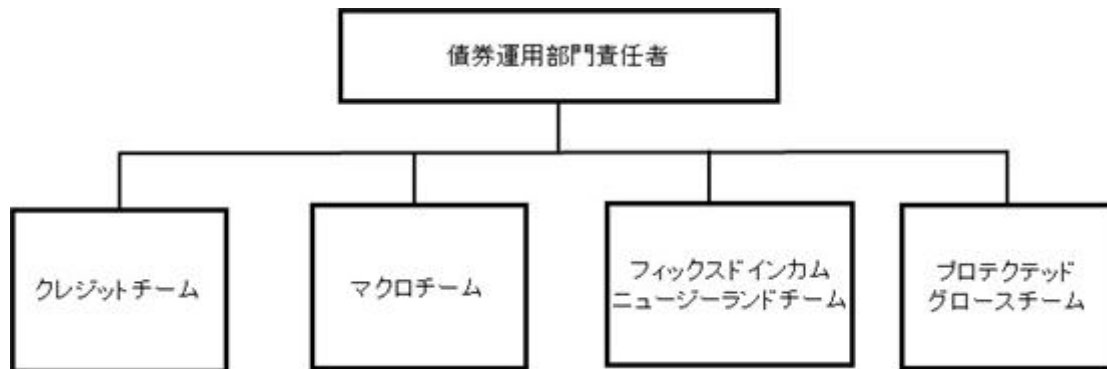 債券運用部門責任者
クレジットチーム
マクロチーム
フィックスドインカム
ニュージーランドチーム
プロテクテッド
グロースチーム